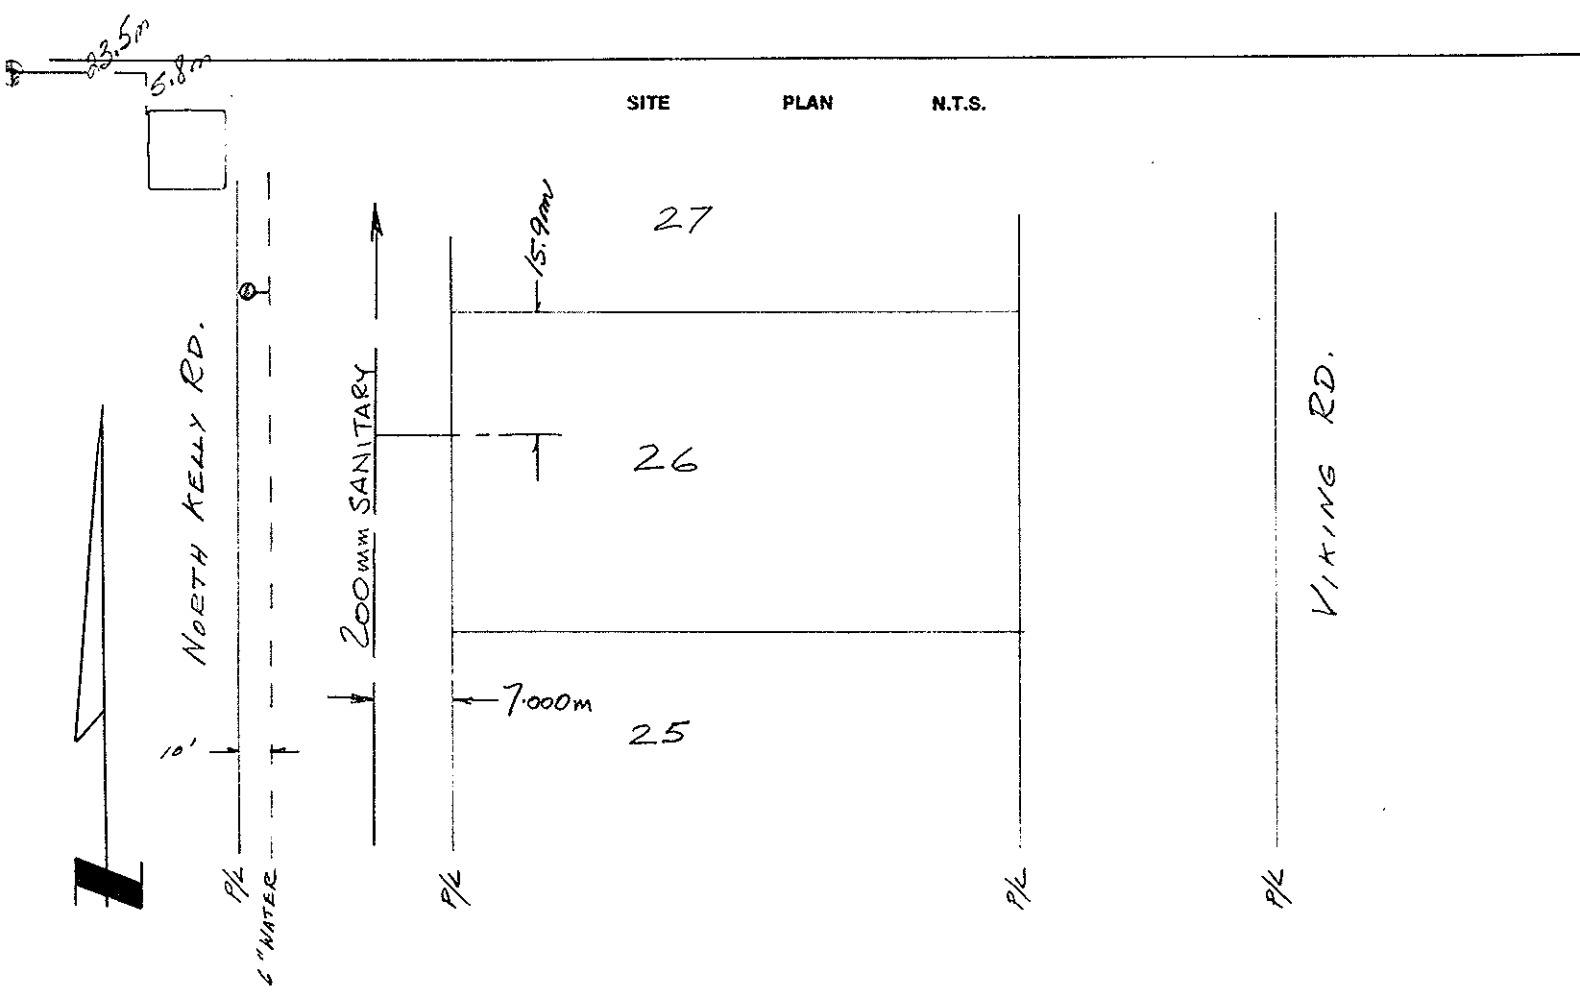 23.5m
5.8m
SITE PLAN N.T.S.
27
15.9m
NORTH KELLY RD.
200mm SANITARY
26
VIKING RD.
7.000m
25
10'
P/L
6" WATER
P/L
P/L
P/L